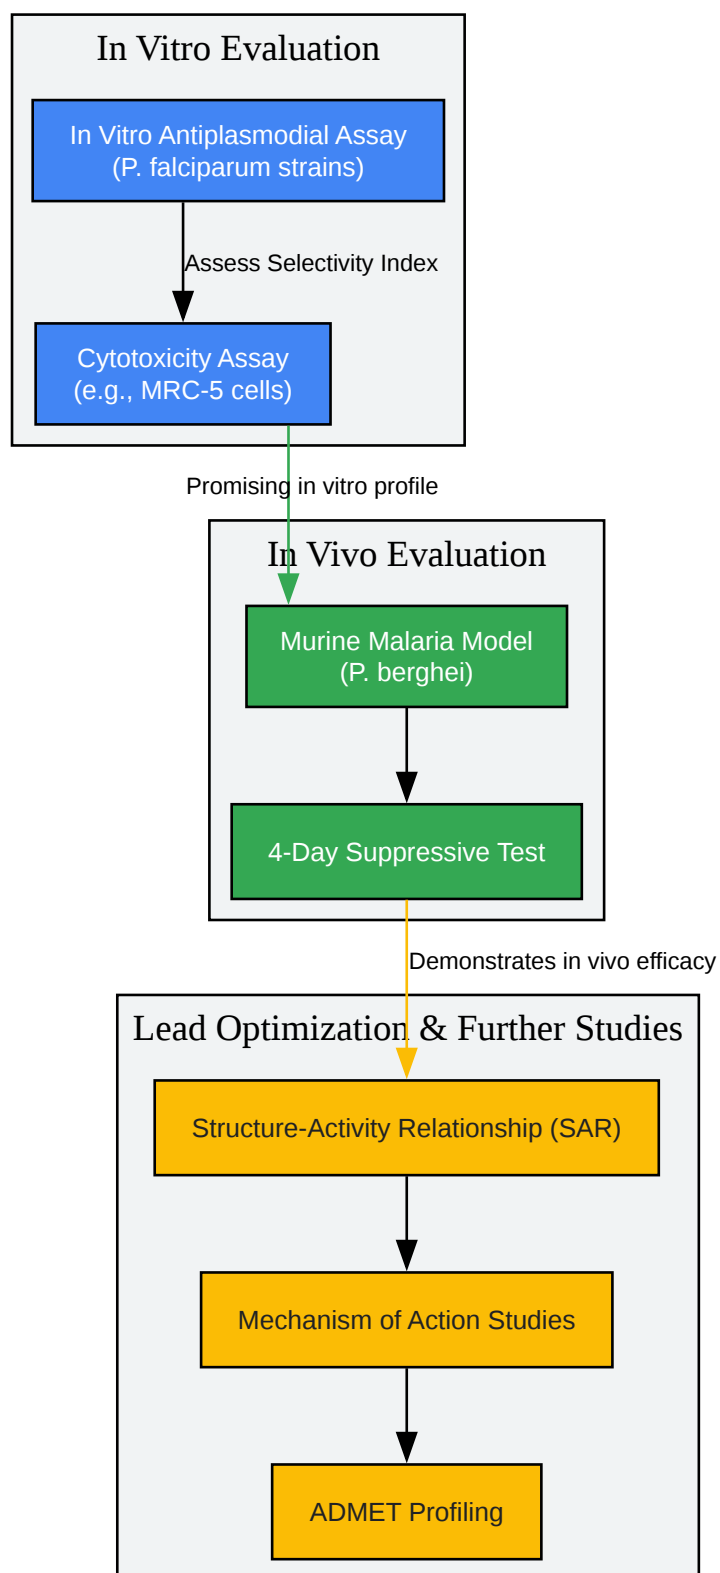 In Vitro Evaluation
In Vitro Antiplasmodial Assay
(P. falciparum strains)
Assess Selectivity Index
Cytotoxicity Assay
(e.g., MRC-5 cells)
Promising in vitro profile
In Vivo Evaluation
Murine Malaria Model
(P. berghei)
4-Day Suppressive Test
Demonstrates in vivo efficacy
Lead Optimization & Further Studies
Structure-Activity Relationship (SAR)
Mechanism of Action Studies
ADMET Profiling